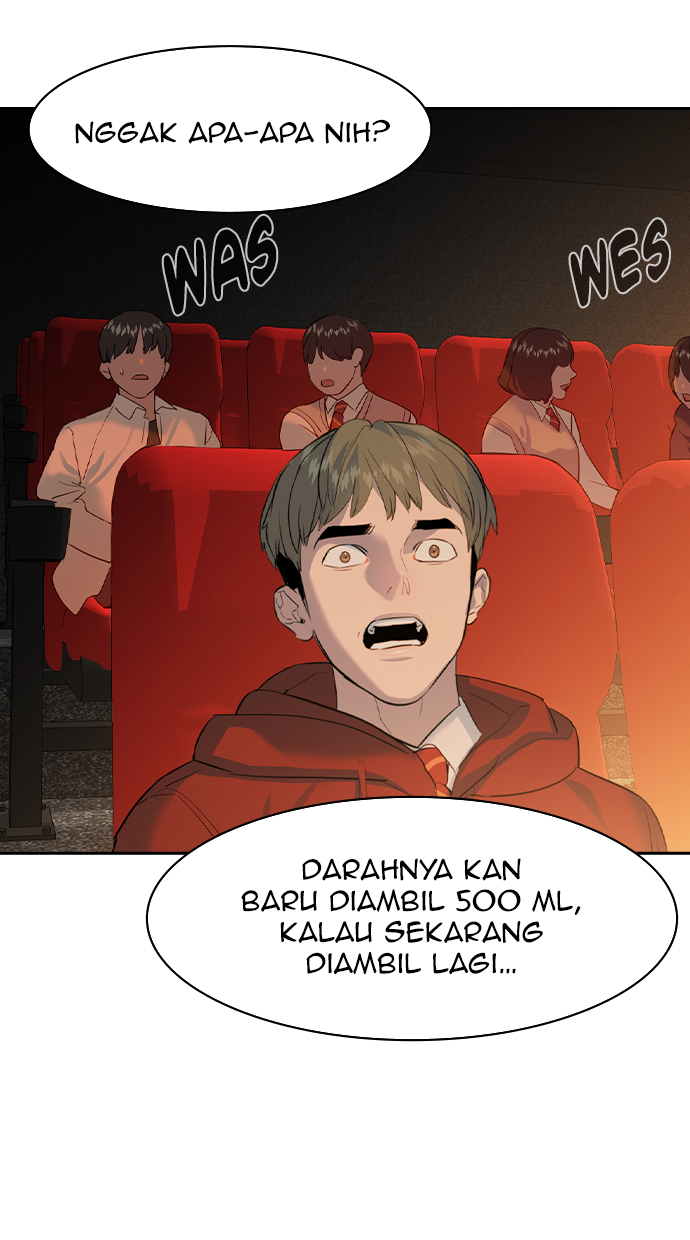 NGGAK APA-APA NIH?
WAS
WES
DARAHNYA KAN
BARU DIAMBIL 500 ML,
KALAU SEKARANG
DIAMBIL LAGI...